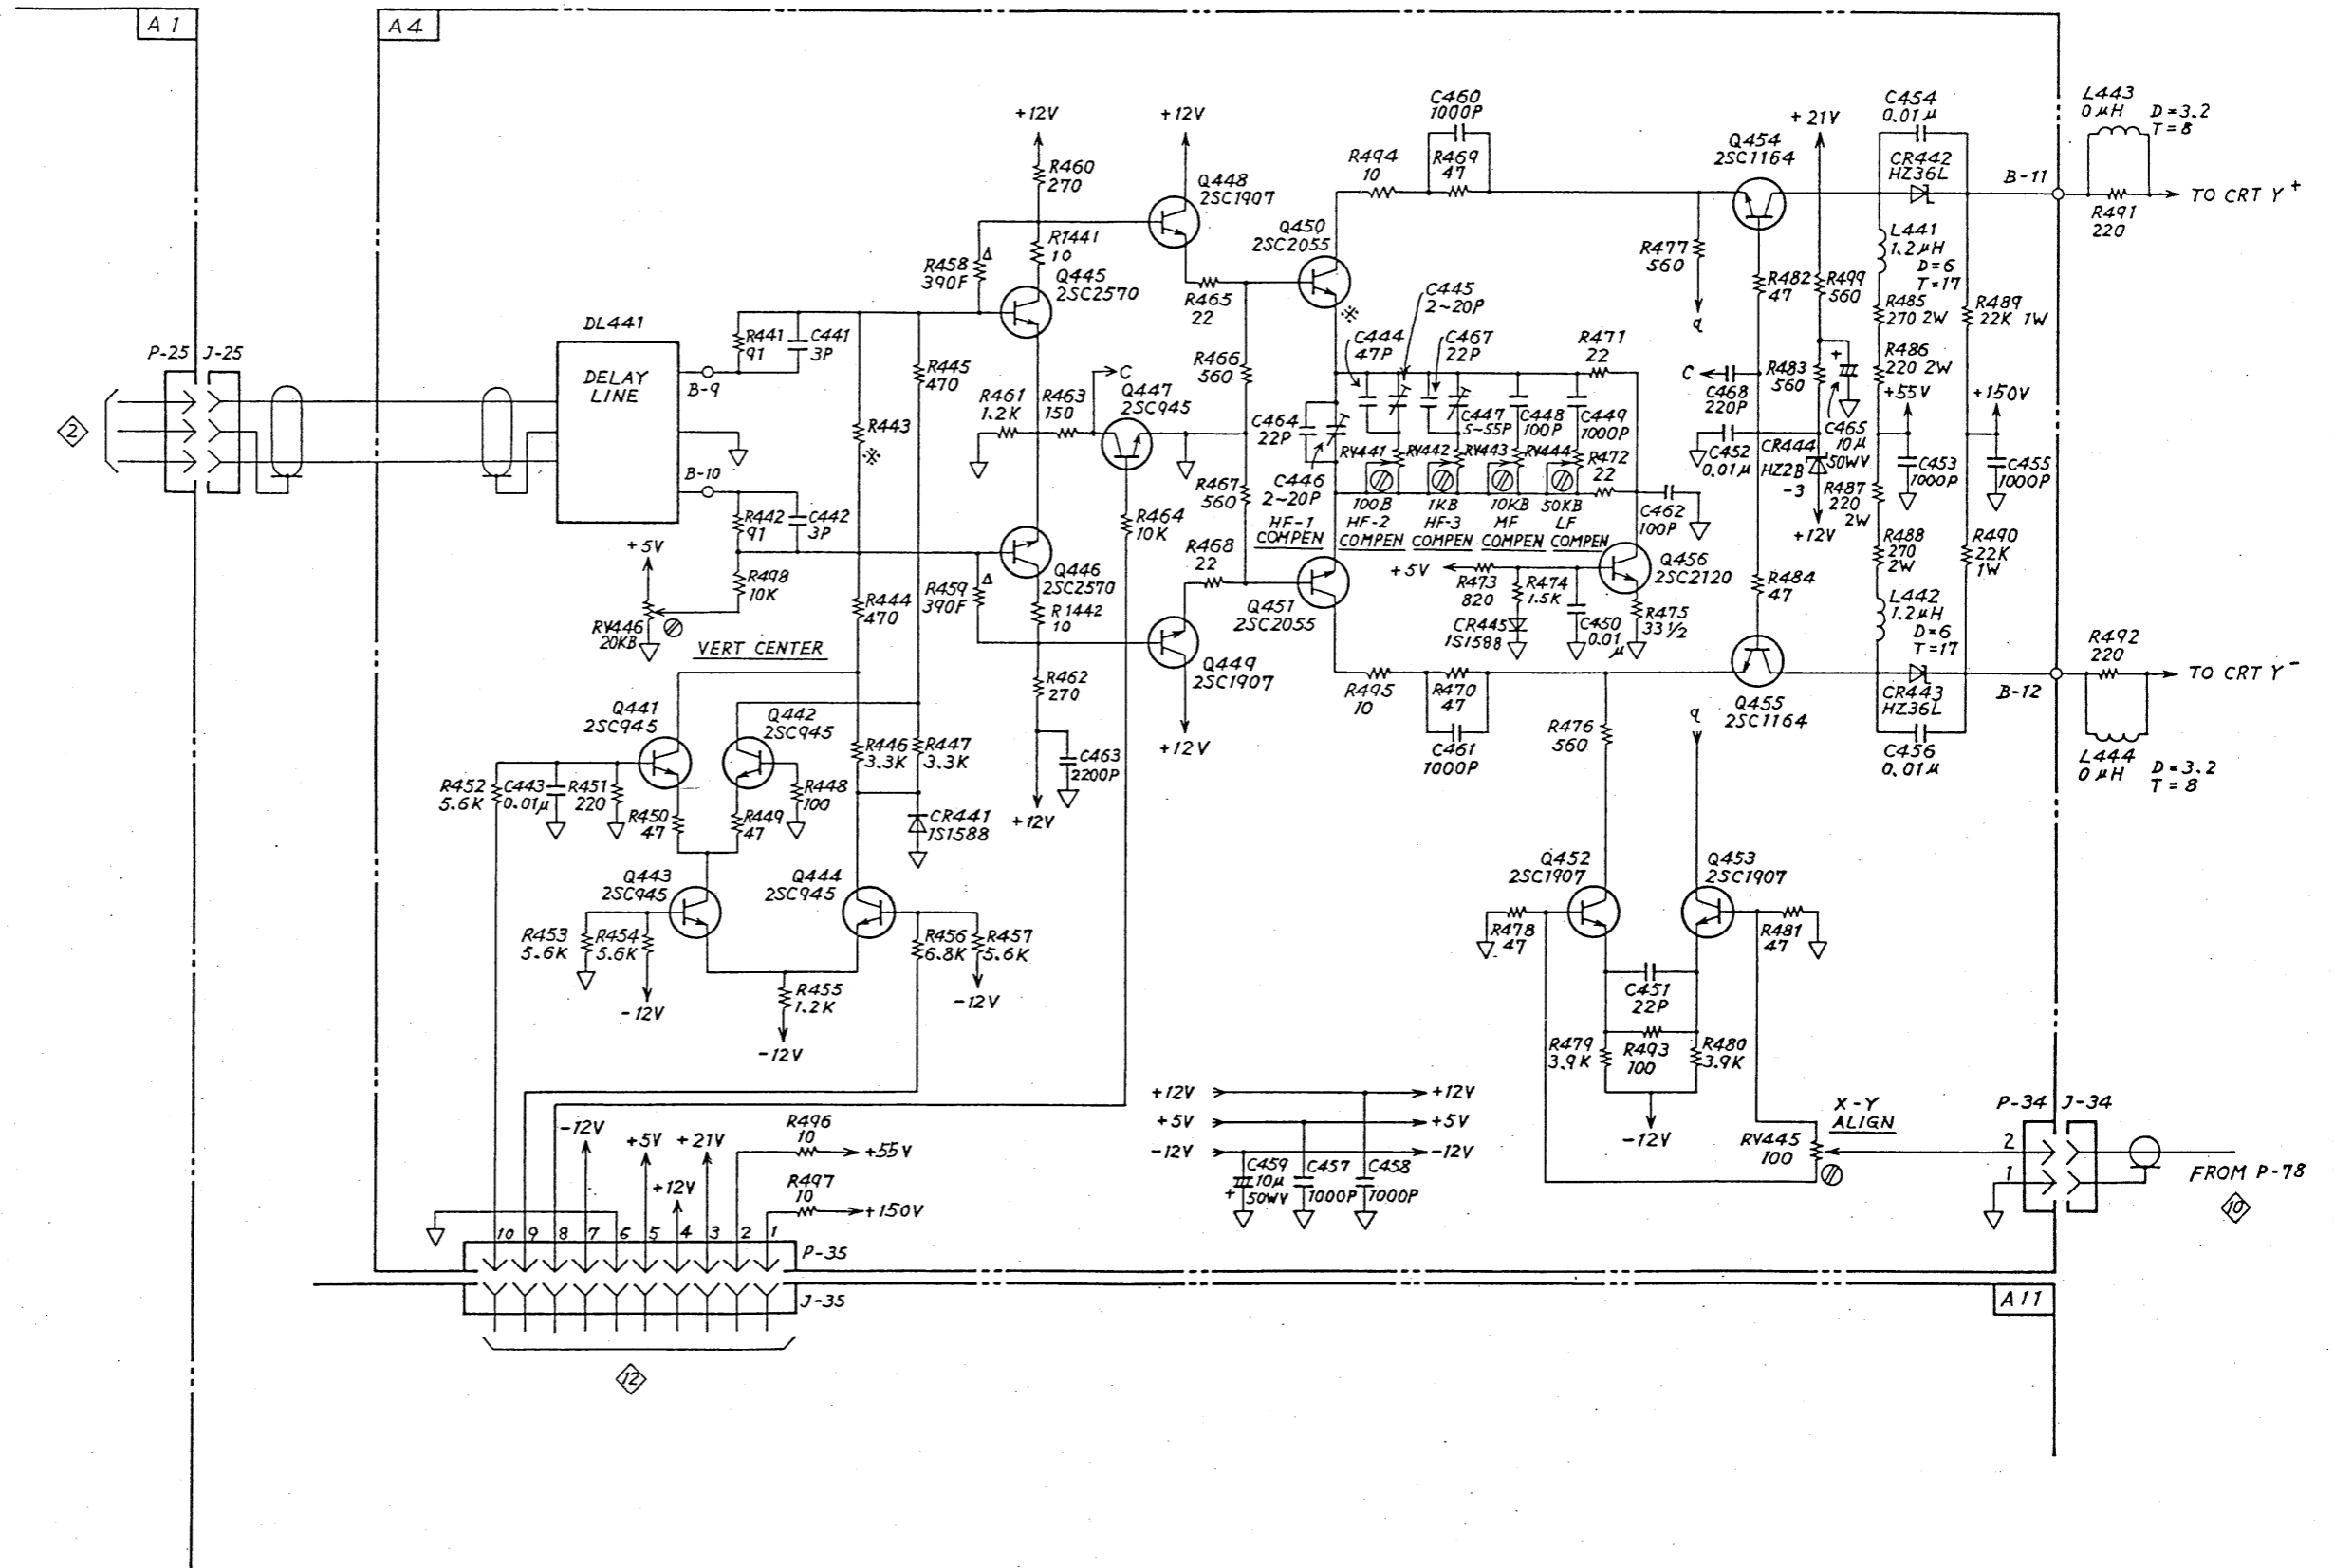 A1
A4
+12V
R460
270
+12V
Q448
2SC1907
R1441
10
R458
390F
Δ
Q445
2SC2570
R465
22
C460
1000P
R494
10
R469
47
Q450
2SC2055
※
Q454
2SC1164
+21V
C454
0.01μ
CR442
HZ36L
B-11
L443
0μH
D=3.2
T=8
R491
220
TO CRT Y+
R477
560
q
R482
47
R499
560
L441
1.2μH
D=6
T=17
R485
270 2W
R486
220 2W
R489
22K 1W
+55V
+150V
P-25
J-25
2
DL441
DELAY
LINE
B-9
B-10
R441
91
C441
3P
R442
91
C442
3P
R443
※
R445
470
R461
1.2K
R463
150
C
Q447
2SC945
R466
560
R467
560
C445
2~20P
C444
47P
C467
22P
R471
22
C464
22P
C446
2~20P
HF-1
COMPEN
RV441
100B
HF-2
COMPEN
C447
5~55P
RV442
1KB
HF-3
COMPEN
C448
100P
RV443
10KB
MF
COMPEN
C449
1000P
RV444
50KB
LF
COMPEN
R472
22
C462
100P
C
C468
220P
R483
560
+
C465
10μ
50WV
C452
0.01μ
CR444
HZ2B
-3
+12V
R487
220
2W
C453
1000P
C455
1000P
R488
270
2W
R490
22K
1W
L442
1.2μH
D=6
T=17
+5V
R498
10K
RV446
20KB
VERT CENTER
R444
470
R459
390F
Δ
Q446
2SC2570
R1442
10
R464
10K
R468
22
Q449
2SC1907
+12V
Q451
2SC2055
+5V
R473
820
R474
1.5K
CR445
1S1588
C450
0.01
μ
Q456
2SC2120
R475
33 1/2
R484
47
R462
270
C463
2200P
+12V
R495
10
R470
47
C461
1000P
R476
560
q
Q455
2SC1164
CR443
HZ36L
C456
0.01μ
B-12
R492
220
TO CRT Y-
L444
0μH
D=3.2
T=8
Q441
2SC945
Q442
2SC945
R446
3.3K
R447
3.3K
R452
5.6K
C443
0.01μ
R451
220
R450
47
R449
47
R448
100
CR441
1S1588
Q443
2SC945
Q444
2SC945
R453
5.6K
R454
5.6K
-12V
R456
6.8K
R457
5.6K
-12V
R455
1.2K
-12V
Q452
2SC1907
Q453
2SC1907
R478
47
R481
47
C451
22P
R479
3.9K
R493
100
R480
3.9K
-12V
+12V
+12V
+5V
+5V
-12V
-12V
C459
10μ
50WV
+
C457
1000P
C458
1000P
X-Y
ALIGN
RV445
100
P-34
J-34
2
1
FROM P-78
10
-12V
+5V
+21V
+12V
R496
10
+55V
R497
10
+150V
10
9
8
7
6
5
4
3
2
1
P-35
J-35
12
A11